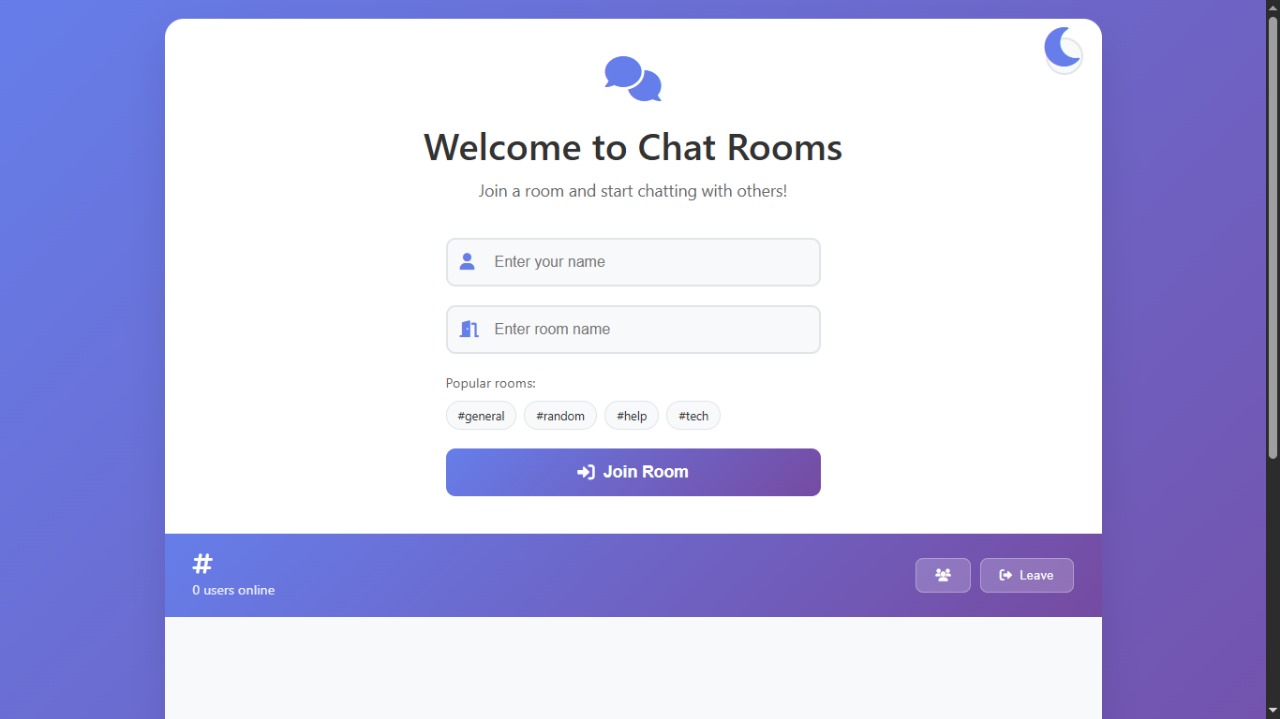 Welcome to Chat Rooms
Join a room and start chatting with others!
Enter your name
Enter room name
Popular rooms:
#general #random #help #tech
Join Room
#
0 users online
Leave